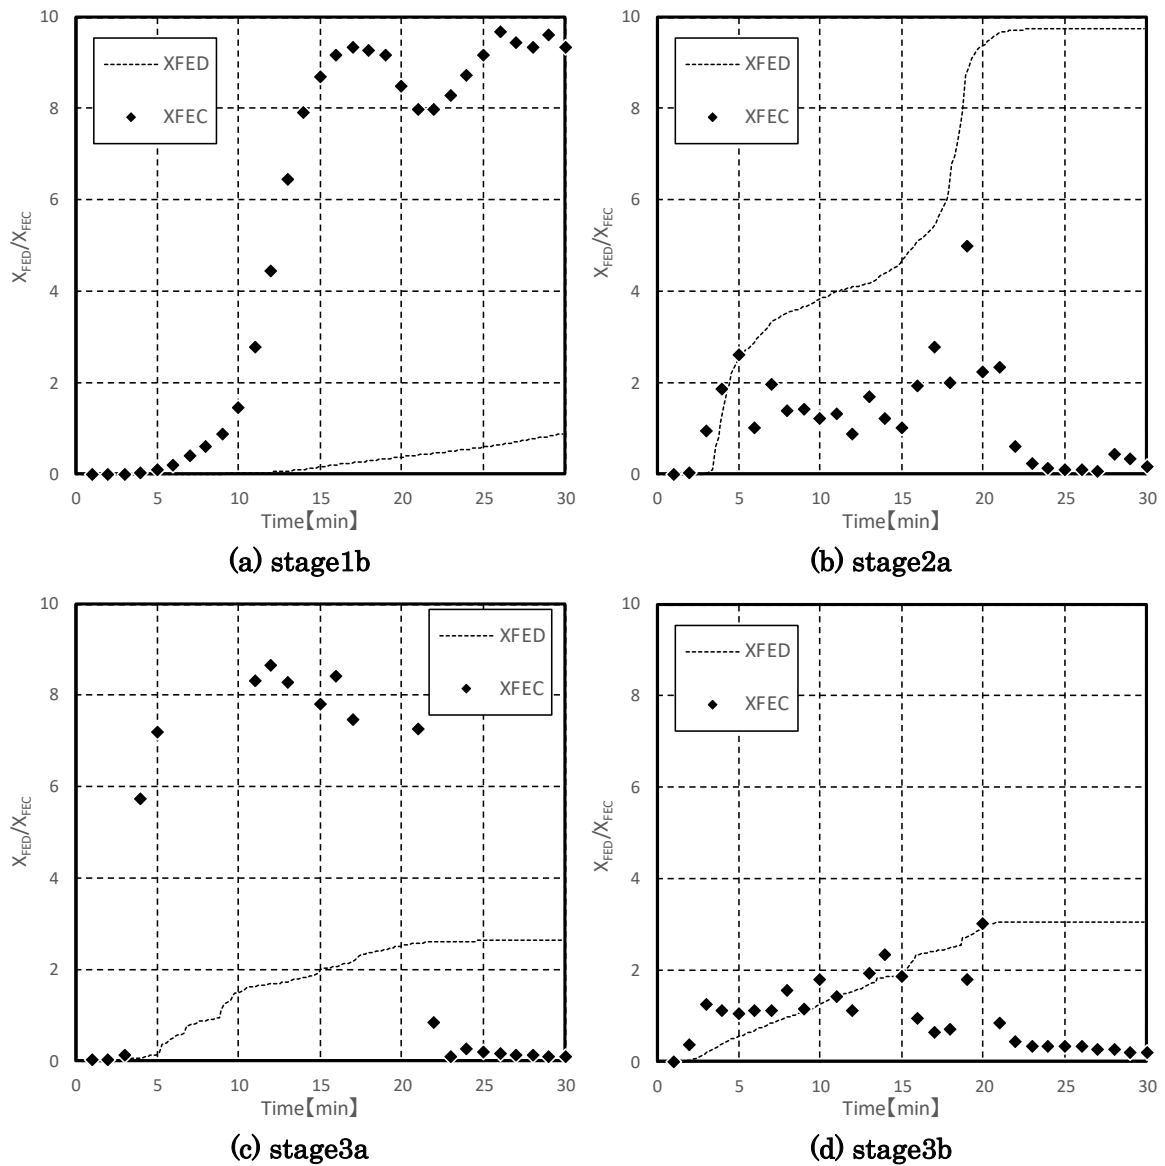 10
8
6
4
2
0
X_FED/X_FEC
XFED
XFEC
0 5 10 15 20 25 30
Time【min】
(a) stage1b
10
8
6
4
2
0
X_FED/X_FEC
XFED
XFEC
0 5 10 15 20 25 30
Time【min】
(b) stage2a
10
8
6
4
2
0
X_FED/X_FEC
XFED
XFEC
0 5 10 15 20 25 30
Time【min】
(c) stage3a
10
8
6
4
2
0
X_FED/X_FEC
XFED
XFEC
0 5 10 15 20 25 30
Time【min】
(d) stage3b